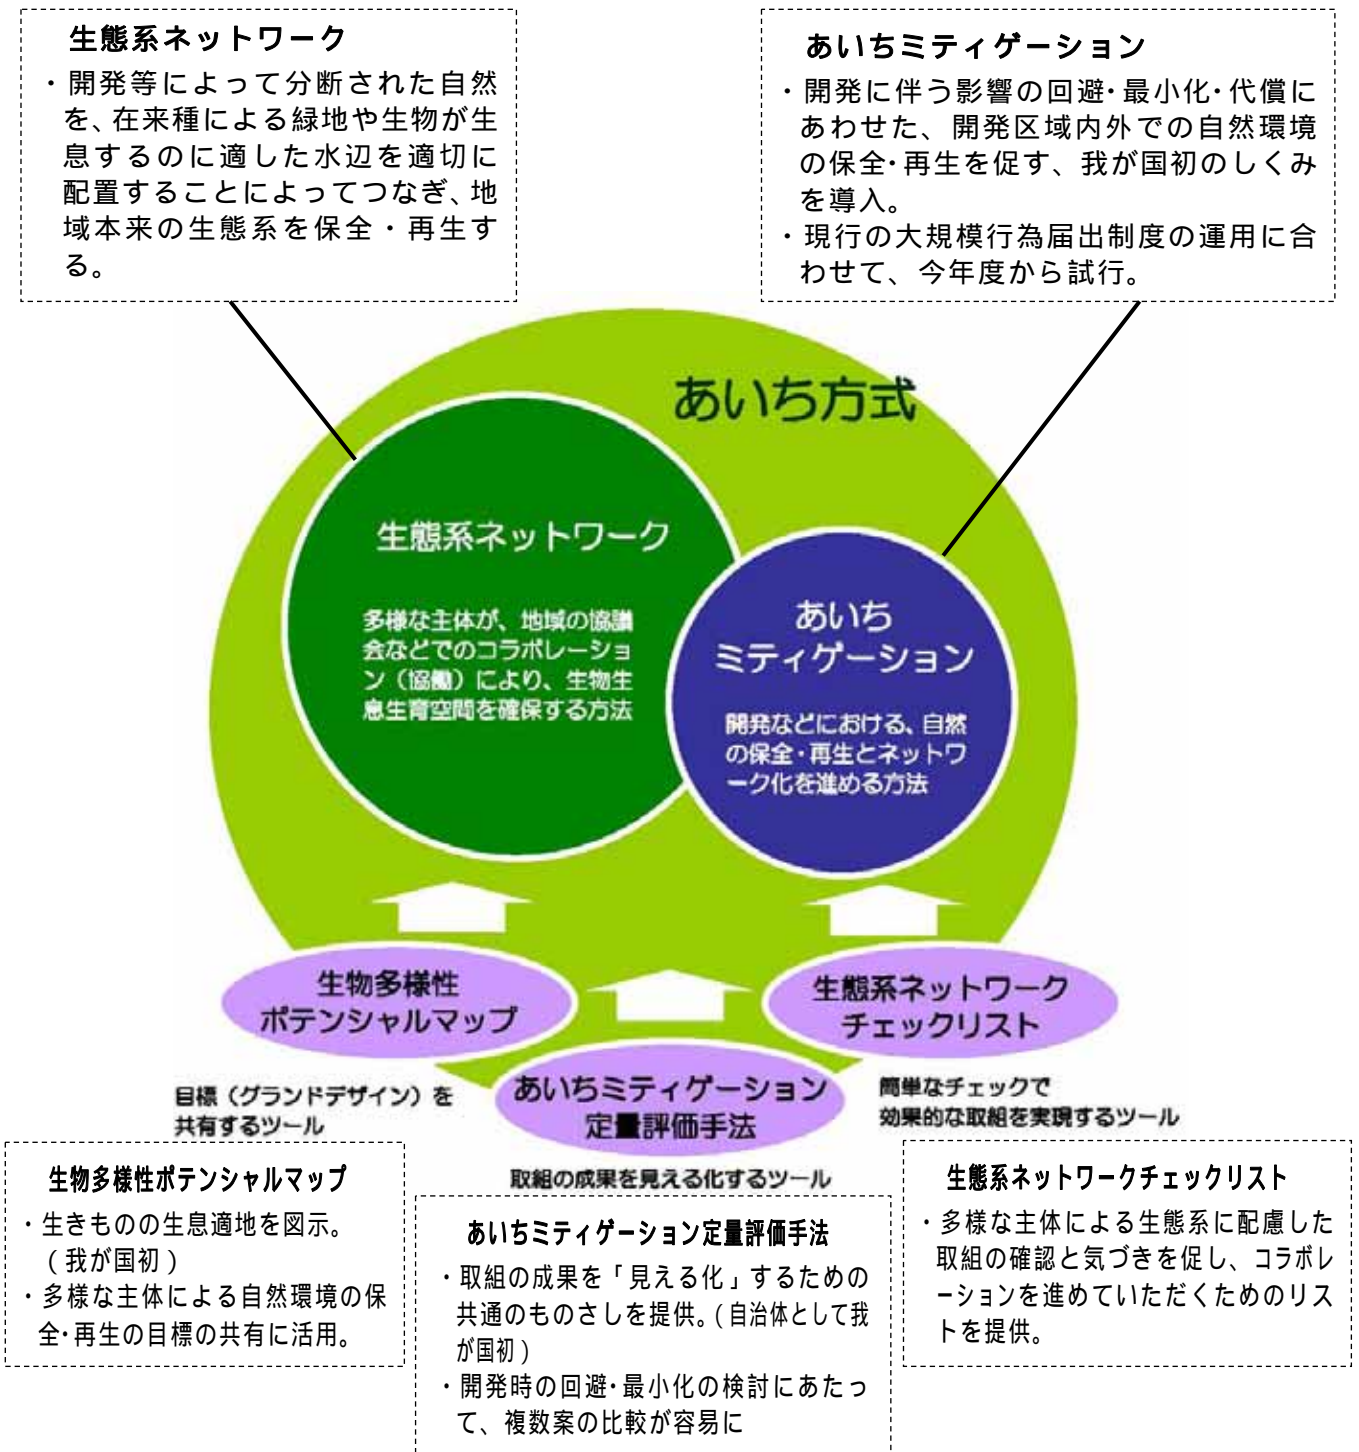 生態系ネットワーク
・開発等によって分断された自然
を、在来種による緑地や生物が生
息するのに適した水辺を適切に
配置することによってつなぎ、地
域本来の生態系を保全・再生す
る。
あいちミティゲーション
・開発に伴う影響の回避・最小化・代償に
あわせた、開発区域内外での自然環境
の保全・再生を促す、我が国初のしくみ
を導入。
・現行の大規模行為届出制度の運用に合
わせて、今年度から試行。
あいち方式
生態系ネットワーク
多様な主体が、地域の協議
会などでのコラボレーショ
ン（協働）により、生物生
息生育空間を確保する方法
あいち
ミティゲーション
開発などにおける、自然
の保全・再生とネットワ
ーク化を進める方法
生物多様性
ポテンシャルマップ
目標（グランドデザイン）を
共有するツール
あいちミティゲーション
定量評価手法
取組の成果を見える化するツール
生態系ネットワーク
チェックリスト
簡単なチェックで
効果的な取組を実現するツール
生物多様性ポテンシャルマップ
・生きものの生息適地を図示。
（我が国初）
・多様な主体による自然環境の保
全・再生の目標の共有に活用。
あいちミティゲーション定量評価手法
・取組の成果を「見える化」するための
共通のものさしを提供。（自治体として我
が国初）
・開発時の回避・最小化の検討にあたっ
て、複数案の比較が容易に
生態系ネットワークチェックリスト
・多様な主体による生態系に配慮した
取組の確認と気づきを促し、コラボレ
ーションを進めていただくためのリス
トを提供。